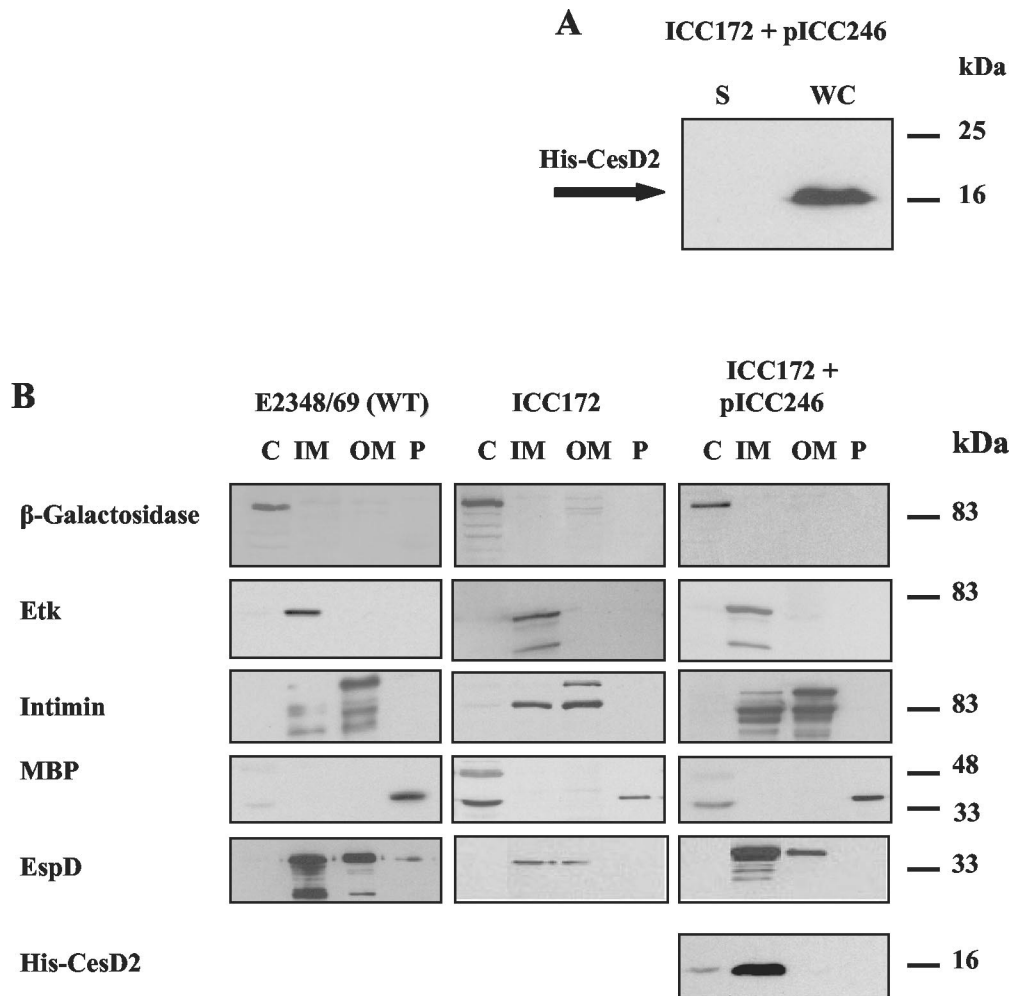 A
ICC172 + pICC246
kDa
S WC
25
His-CesD2
16
B
E2348/69 (WT) ICC172 ICC172 +
pICC246
C IM OM P C IM OM P C IM OM P kDa
β-Galactosidase 83
Etk 83
Intimin 83
MBP 48
33
EspD 33
His-CesD2 16